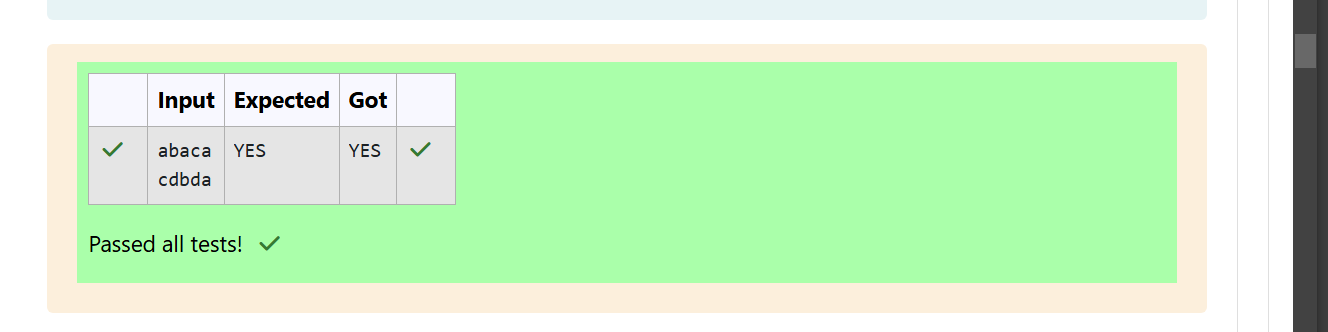 Input Expected Got
abaca YES YES
cdbda
Passed all tests!